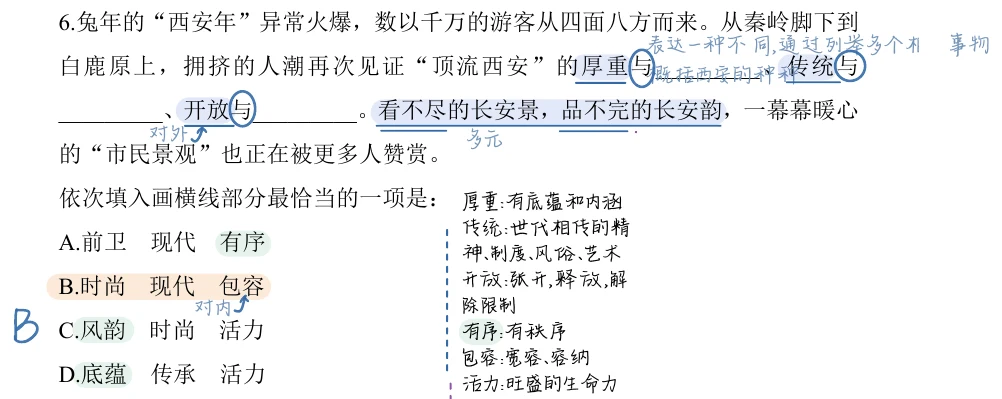 6.兔年的“西安年”异常火爆，数以千万的游客从四面八方而来。从秦岭脚下到
表达一种不同,通过列举多个 事物
白鹿原上，拥挤的人潮再次见证“顶流西安”的厚重与________、传统与
概括西安的种种
________、开放与________。看不尽的长安景，品不完的长安韵，一幕幕暖心
对外
多元
的“市民景观”也正在被更多人赞赏。
依次填入画横线部分最恰当的一项是：
A.前卫 现代 有序
B.时尚 现代 包容
对内
B
C.风韵 时尚 活力
D.底蕴 传承 活力
厚重:有底蕴和内涵
传统:世代相传的精
神、制度、风俗、艺术
开放:张开,释放,解
除限制
有序:有秩序
包容:宽容、容纳
活力:旺盛的生命力